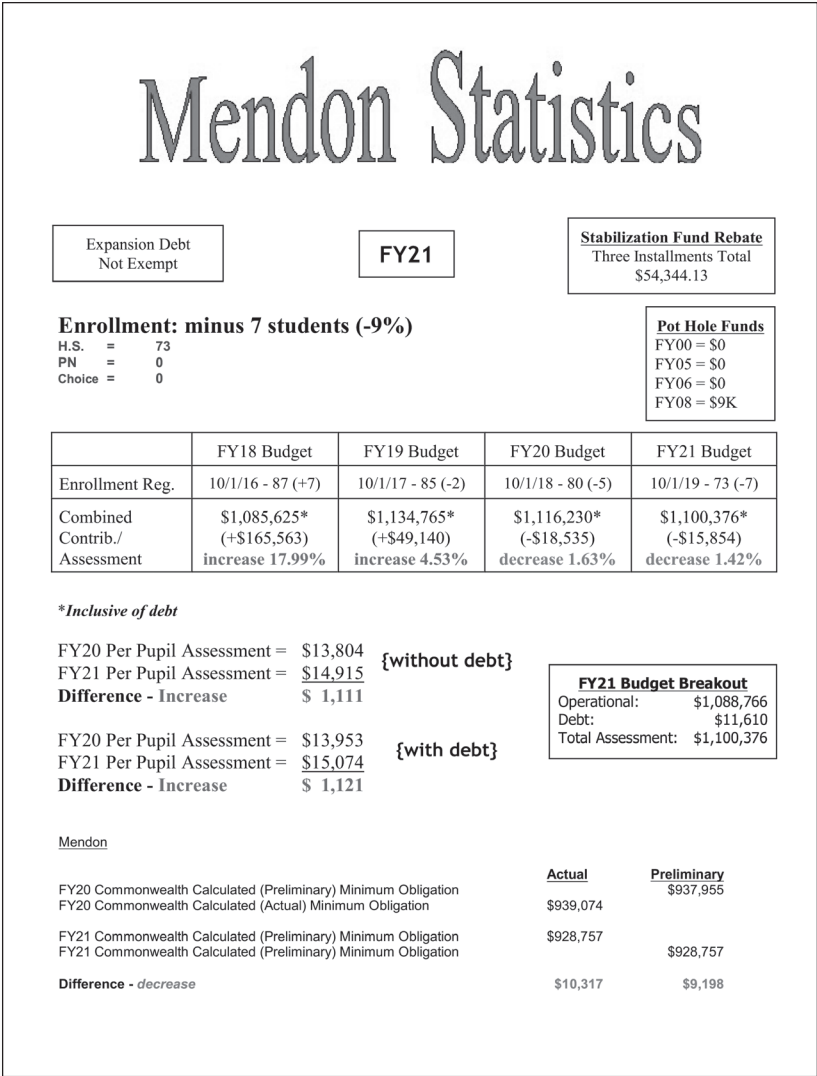 Mendon Statistics
Expansion Debt
Not Exempt
FY21
Stabilization Fund Rebate
Three Installments Total
$54,344.13
Enrollment: minus 7 students (-9%)
H.S. = 73
PN = 0
Choice = 0
Pot Hole Funds
FY00 = $0
FY05 = $0
FY06 = $0
FY08 = $9K
FY18 Budget FY19 Budget FY20 Budget FY21 Budget
Enrollment Reg. 10/1/16 - 87 (+7) 10/1/17 - 85 (-2) 10/1/18 - 80 (-5) 10/1/19 - 73 (-7)
Combined $1,085,625* $1,134,765* $1,116,230* $1,100,376*
Contrib./ (+$165,563) (+$49,140) (-$18,535) (-$15,854)
Assessment increase 17.99% increase 4.53% decrease 1.63% decrease 1.42%
*Inclusive of debt
FY20 Per Pupil Assessment = $13,804
{without debt}
FY21 Per Pupil Assessment = $14,915
Difference - Increase $ 1,111
FY21 Budget Breakout
Operational: $1,088,766
Debt: $11,610
Total Assessment: $1,100,376
FY20 Per Pupil Assessment = $13,953
{with debt}
FY21 Per Pupil Assessment = $15,074
Difference - Increase $ 1,121
Mendon
Actual Preliminary
FY20 Commonwealth Calculated (Preliminary) Minimum Obligation $937,955
FY20 Commonwealth Calculated (Actual) Minimum Obligation $939,074
FY21 Commonwealth Calculated (Preliminary) Minimum Obligation $928,757
FY21 Commonwealth Calculated (Preliminary) Minimum Obligation $928,757
Difference - decrease $10,317 $9,198